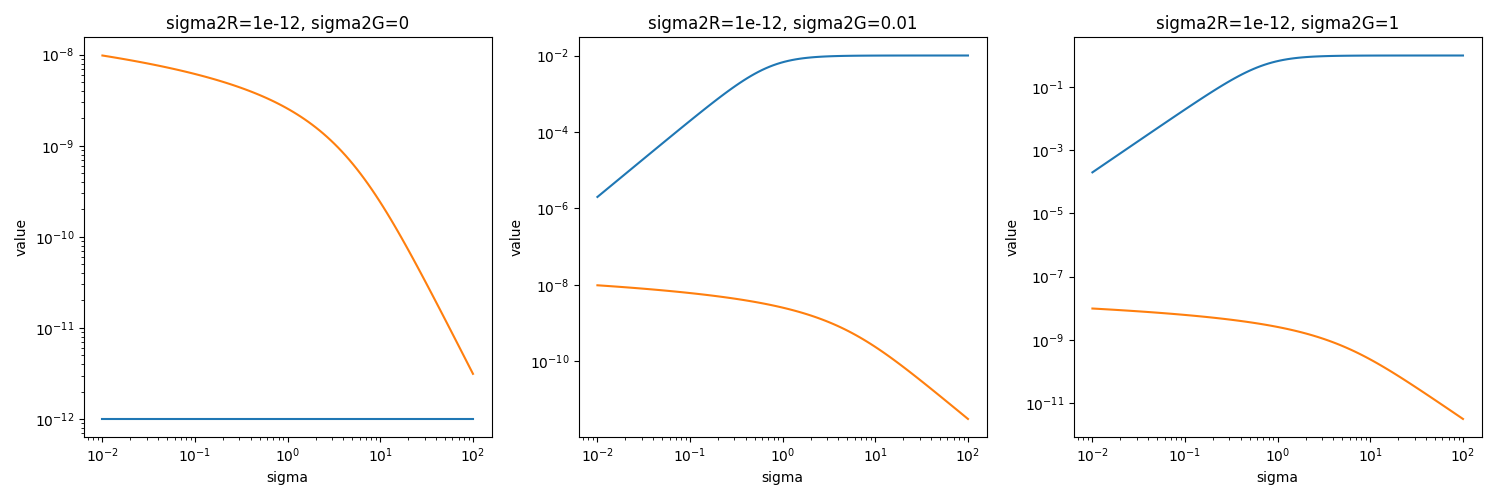 sigma2R=1e-12, sigma2G=0
value
10⁻⁸
10⁻⁹
10⁻¹⁰
10⁻¹¹
10⁻¹²
10⁻² 10⁻¹ 10⁰ 10¹ 10²
sigma
sigma2R=1e-12, sigma2G=0.01
value
10⁻²
10⁻⁴
10⁻⁶
10⁻⁸
10⁻¹⁰
10⁻² 10⁻¹ 10⁰ 10¹ 10²
sigma
sigma2R=1e-12, sigma2G=1
value
10⁻¹
10⁻³
10⁻⁵
10⁻⁷
10⁻⁹
10⁻¹¹
10⁻² 10⁻¹ 10⁰ 10¹ 10²
sigma